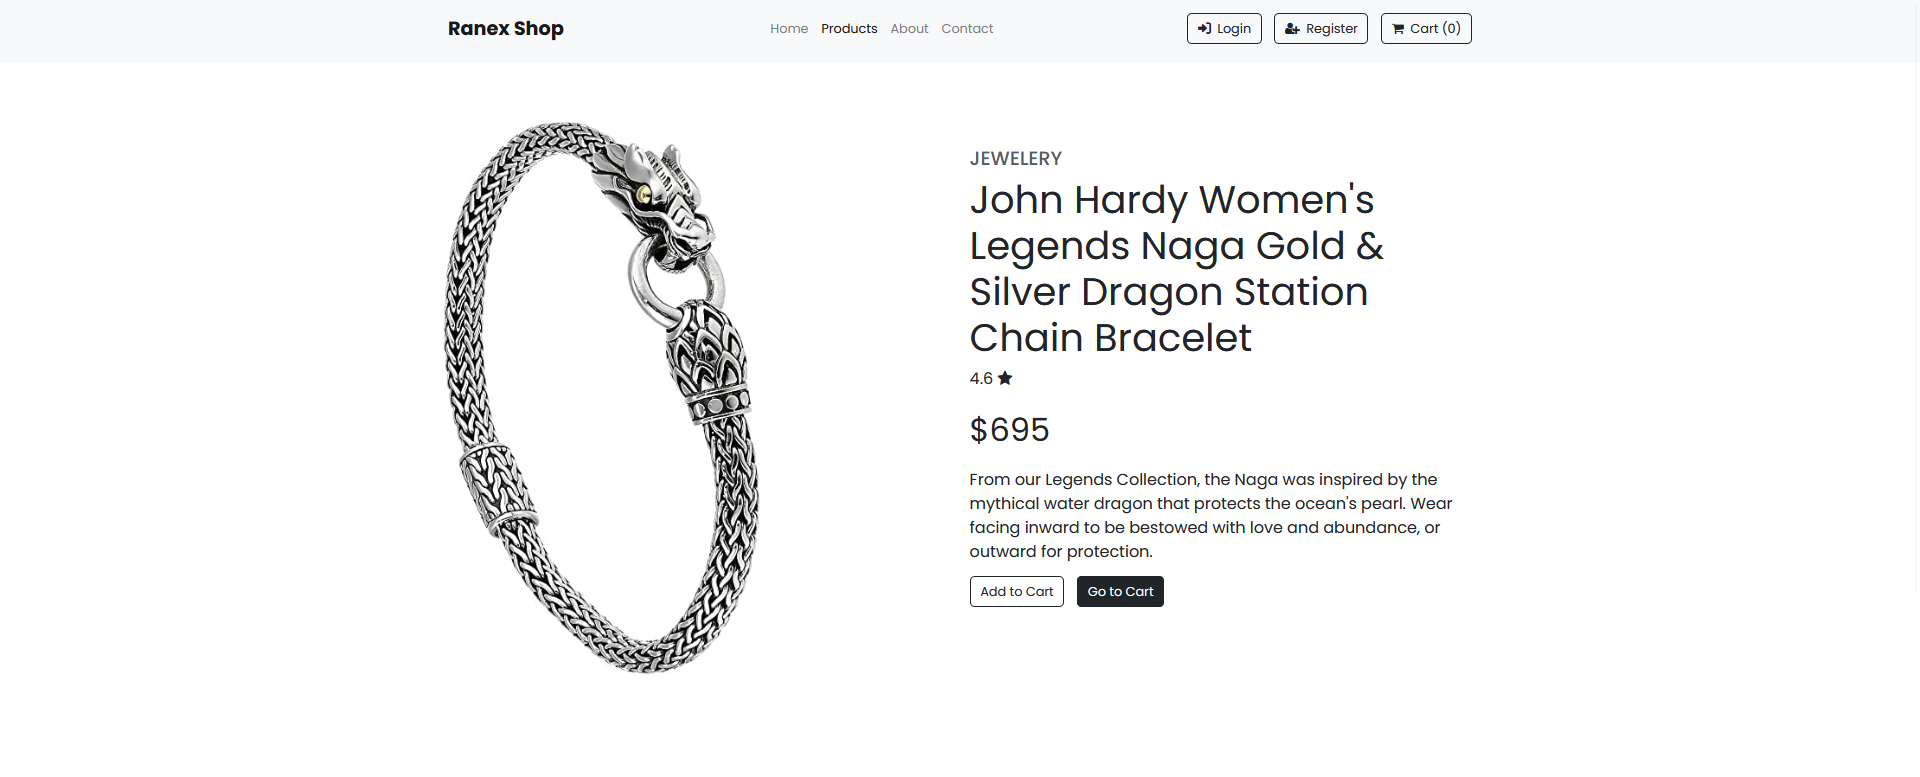 Ranex Shop
Home Products About Contact
Login Register Cart (0)
JEWELERY
John Hardy Women's
Legends Naga Gold &
Silver Dragon Station
Chain Bracelet
4.6
$695
From our Legends Collection, the Naga was inspired by the
mythical water dragon that protects the ocean's pearl. Wear
facing inward to be bestowed with love and abundance, or
outward for protection.
Add to Cart Go to Cart